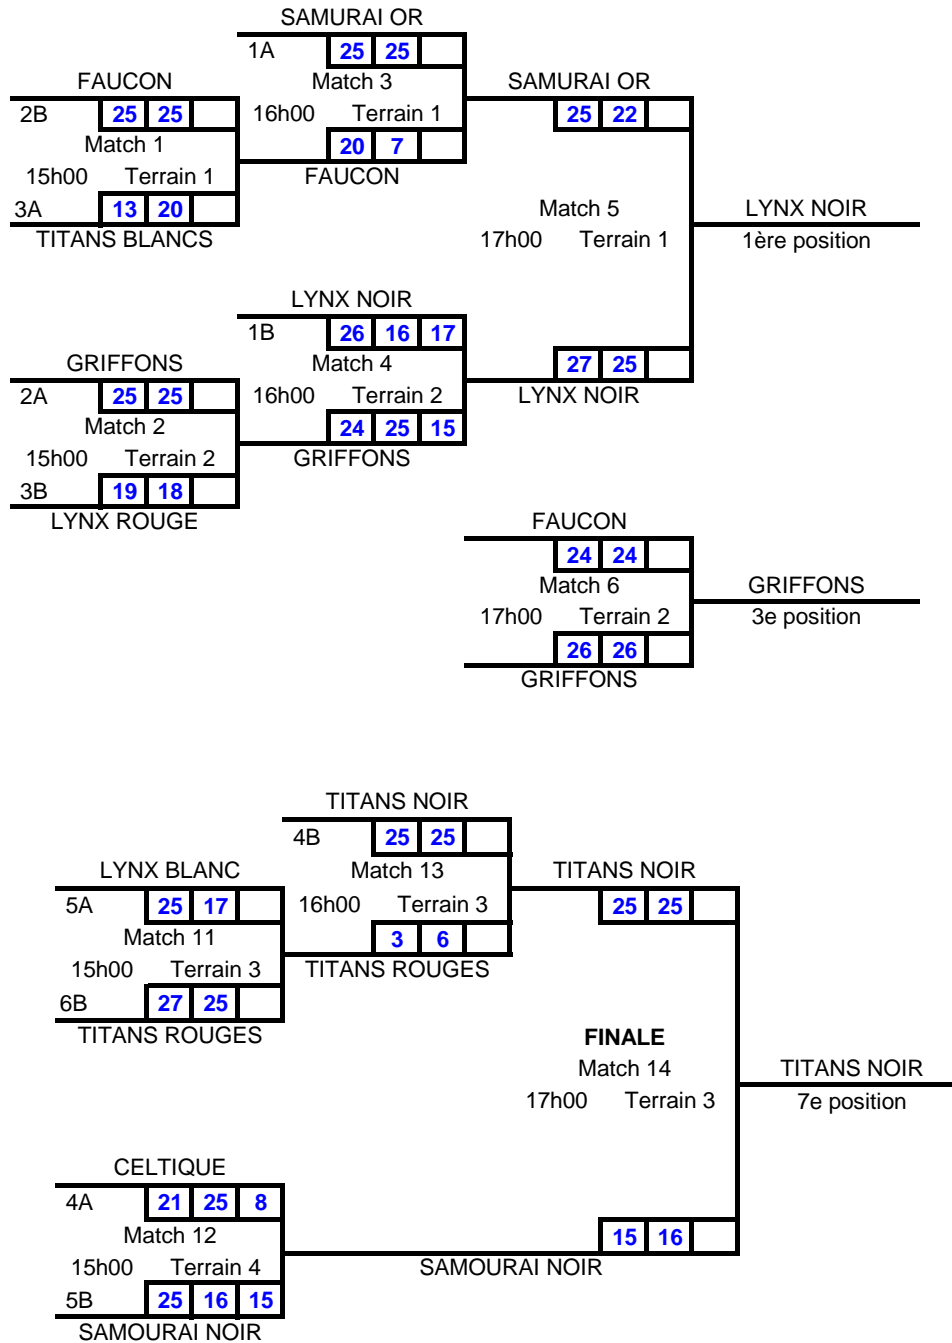 SAMURAI OR
1A 25 25
Match 3
16h00 Terrain 1
20 7
FAUCON
FAUCON
2B 25 25
Match 1
15h00 Terrain 1
3A 13 20
TITANS BLANCS
SAMURAI OR
25 22
Match 5
17h00 Terrain 1
27 25
LYNX NOIR
LYNX NOIR
1ère position
LYNX NOIR
1B 26 16 17
Match 4
16h00 Terrain 2
24 25 15
GRIFFONS
GRIFFONS
2A 25 25
Match 2
15h00 Terrain 2
3B 19 18
LYNX ROUGE
FAUCON
24 24
Match 6
17h00 Terrain 2
26 26
GRIFFONS
GRIFFONS
3e position
TITANS NOIR
4B 25 25
Match 13
16h00 Terrain 3
3 6
TITANS ROUGES
LYNX BLANC
5A 25 17
Match 11
15h00 Terrain 3
6B 27 25
TITANS ROUGES
TITANS NOIR
25 25
FINALE
Match 14
17h00 Terrain 3
15 16
SAMOURAI NOIR
TITANS NOIR
7e position
CELTIQUE
4A 21 25 8
Match 12
15h00 Terrain 4
5B 25 16 15
SAMOURAI NOIR